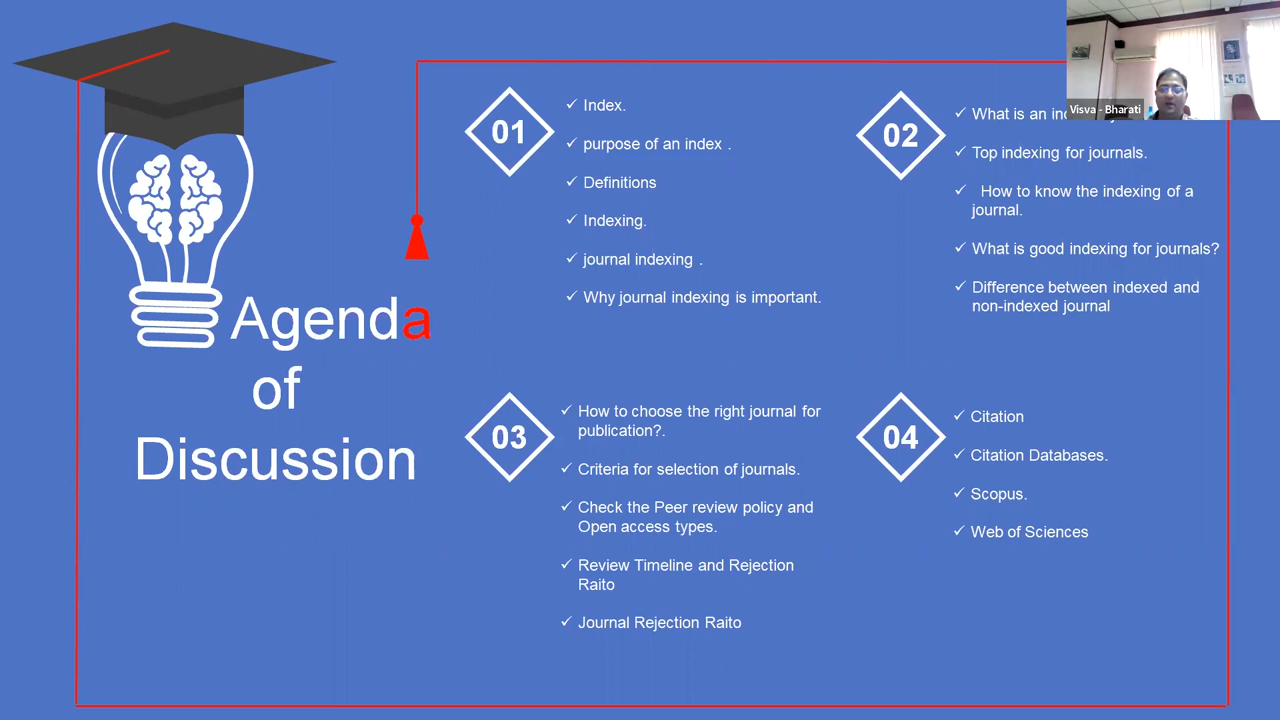 Agenda
of
Discussion
01
Index.
purpose of an index .
Definitions
Indexing.
journal indexing .
Why journal indexing is important.
02
What is an
Top indexing for journals.
How to know the indexing of a
journal.
What is good indexing for journals?
Difference between indexed and
non-indexed journal
03
How to choose the right journal for
publication?.
Criteria for selection of journals.
Check the Peer review policy and
Open access types.
Review Timeline and Rejection
Raito
Journal Rejection Raito
04
Citation
Citation Databases.
Scopus.
Web of Sciences
Visva - Bharati